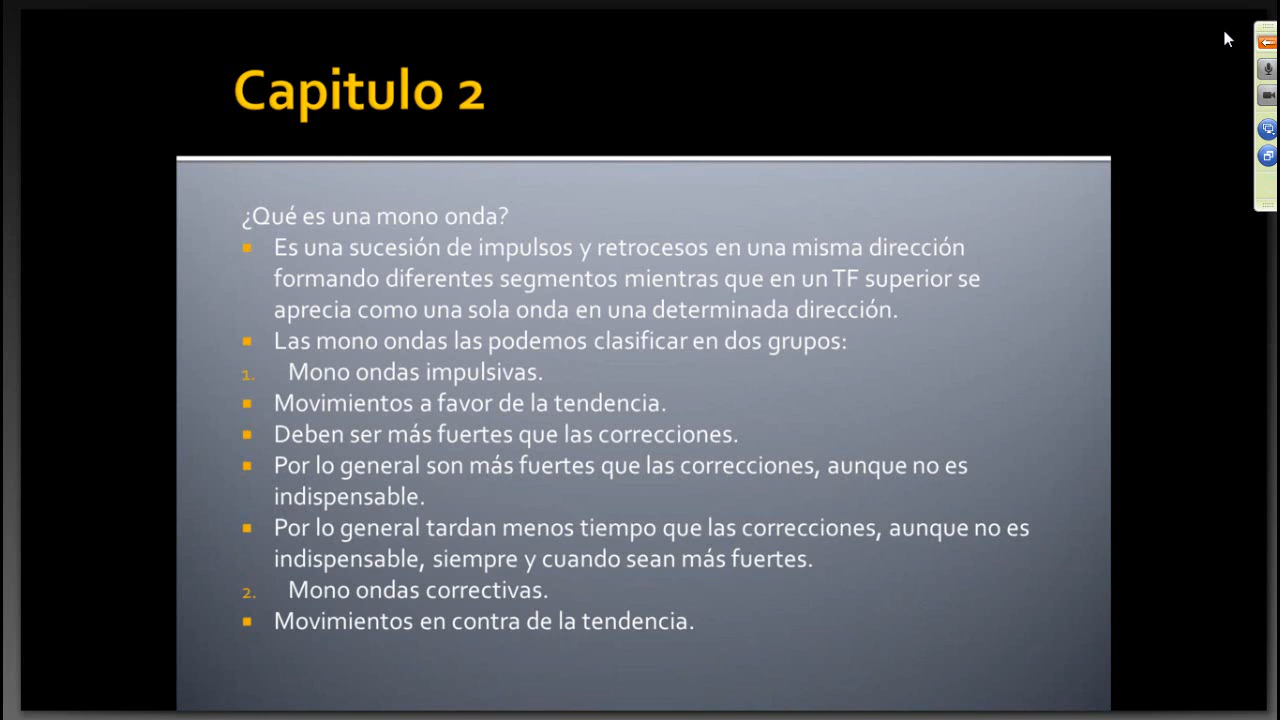 Capitulo 2
¿Qué es una mono onda?
▪ Es una sucesión de impulsos y retrocesos en una misma dirección
formando diferentes segmentos mientras que en un TF superior se
aprecia como una sola onda en una determinada dirección.
▪ Las mono ondas las podemos clasificar en dos grupos:
1. Mono ondas impulsivas.
▪ Movimientos a favor de la tendencia.
▪ Deben ser más fuertes que las correcciones.
▪ Por lo general son más fuertes que las correcciones, aunque no es
indispensable.
▪ Por lo general tardan menos tiempo que las correcciones, aunque no es
indispensable, siempre y cuando sean más fuertes.
2. Mono ondas correctivas.
▪ Movimientos en contra de la tendencia.